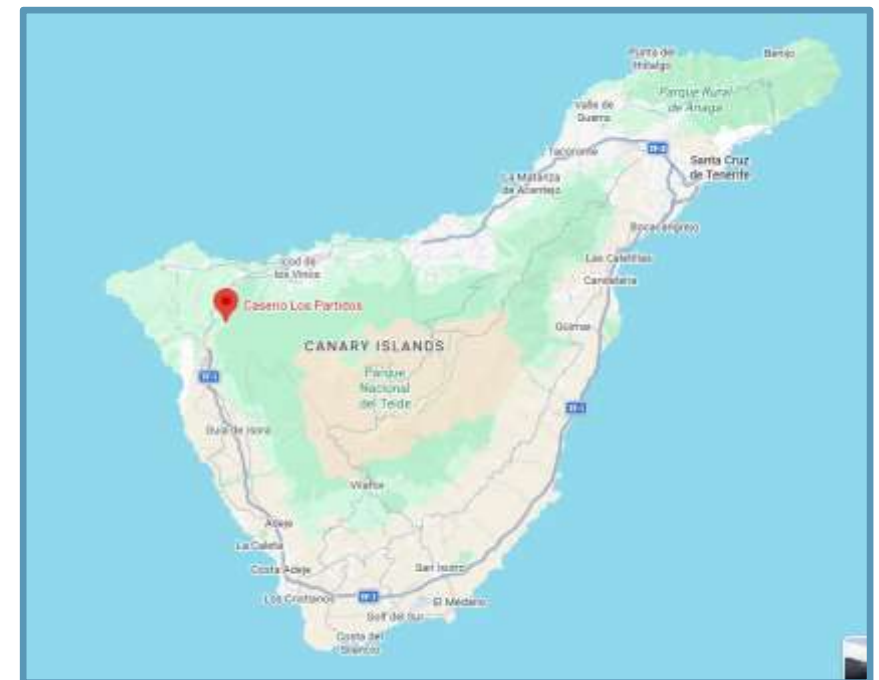 Punta del
Hidalgo
Benijo
Parque Rural
de Anaga
Valle de
Guerra
Tacoronte
TF-5
Santa Cruz
de Tenerife
La Matanza
de Acentejo
Bocacangrejo
Las Caletillas
Candelaria
Icod de
los Vinos
Caserio Los Partidos
Güímar
CANARY ISLANDS
Parque
Nacional
del Teide
TF-1
TF-1
Guía de Isora
Vilaflor
Adeje
La Caleta
Costa Adeje
San Isidro
Los Cristianos
TF-1
El Médano
Golf del Sur
Costa del
Silencio